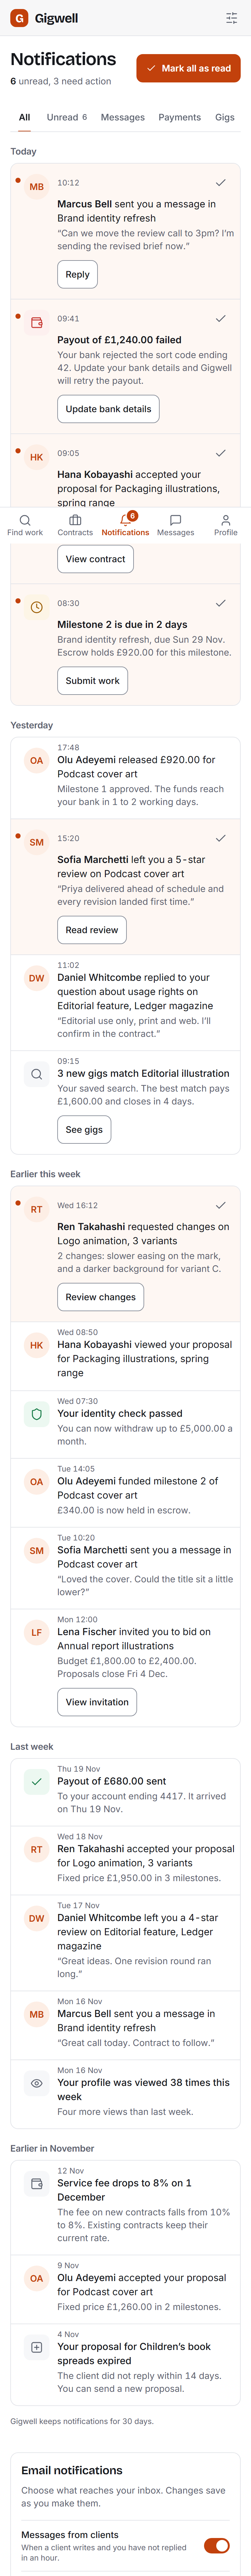 G Gigwell
Notifications
6 unread, 3 need action
Mark all as read
All Unread 6 Messages Payments Gigs
Today
MB
10:12
Marcus Bell sent you a message in
Brand identity refresh
“Can we move the review call to 3pm? I’m
sending the revised brief now.”
Reply
09:41
Payout of £1,240.00 failed
Your bank rejected the sort code ending
42. Update your bank details and Gigwell
will retry the payout.
Update bank details
HK
09:05
Hana Kobayashi accepted your
proposal for Packaging illustrations,
spring range
6
Find work Contracts Notifications Messages Profile
View contract
08:30
Milestone 2 is due in 2 days
Brand identity refresh, due Sun 29 Nov.
Escrow holds £920.00 for this milestone.
Submit work
Yesterday
OA
17:48
Olu Adeyemi released £920.00 for
Podcast cover art
Milestone 1 approved. The funds reach
your bank in 1 to 2 working days.
SM
15:20
Sofia Marchetti left you a 5-star
review on Podcast cover art
“Priya delivered ahead of schedule and
every revision landed first time.”
Read review
DW
11:02
Daniel Whitcombe replied to your
question about usage rights on
Editorial feature, Ledger magazine
“Editorial use only, print and web. I’ll
confirm in the contract.”
09:15
3 new gigs match Editorial illustration
Your saved search. The best match pays
£1,600.00 and closes in 4 days.
See gigs
Earlier this week
RT
Wed 16:12
Ren Takahashi requested changes on
Logo animation, 3 variants
2 changes: slower easing on the mark,
and a darker background for variant C.
Review changes
HK
Wed 08:50
Hana Kobayashi viewed your proposal
for Packaging illustrations, spring
range
Wed 07:30
Your identity check passed
You can now withdraw up to £5,000.00 a
month.
OA
Tue 14:05
Olu Adeyemi funded milestone 2 of
Podcast cover art
£340.00 is now held in escrow.
SM
Tue 10:20
Sofia Marchetti sent you a message in
Podcast cover art
“Loved the cover. Could the title sit a little
lower?”
LF
Mon 12:00
Lena Fischer invited you to bid on
Annual report illustrations
Budget £1,800.00 to £2,400.00.
Proposals close Fri 4 Dec.
View invitation
Last week
Thu 19 Nov
Payout of £680.00 sent
To your account ending 4417. It arrived
on Thu 19 Nov.
RT
Wed 18 Nov
Ren Takahashi accepted your proposal
for Logo animation, 3 variants
Fixed price £1,950.00 in 3 milestones.
DW
Tue 17 Nov
Daniel Whitcombe left you a 4-star
review on Editorial feature, Ledger
magazine
“Great ideas. One revision round ran
long.”
MB
Mon 16 Nov
Marcus Bell sent you a message in
Brand identity refresh
“Great call today. Contract to follow.”
Mon 16 Nov
Your profile was viewed 38 times this
week
Four more views than last week.
Earlier in November
12 Nov
Service fee drops to 8% on 1
December
The fee on new contracts falls from 10%
to 8%. Existing contracts keep their
current rate.
OA
9 Nov
Olu Adeyemi accepted your proposal
for Podcast cover art
Fixed price £1,260.00 in 2 milestones.
4 Nov
Your proposal for Children’s book
spreads expired
The client did not reply within 14 days.
You can send a new proposal.
Gigwell keeps notifications for 30 days.
Email notifications
Choose what reaches your inbox. Changes save
as you make them.
Messages from clients
When a client writes and you have not replied
in an hour.